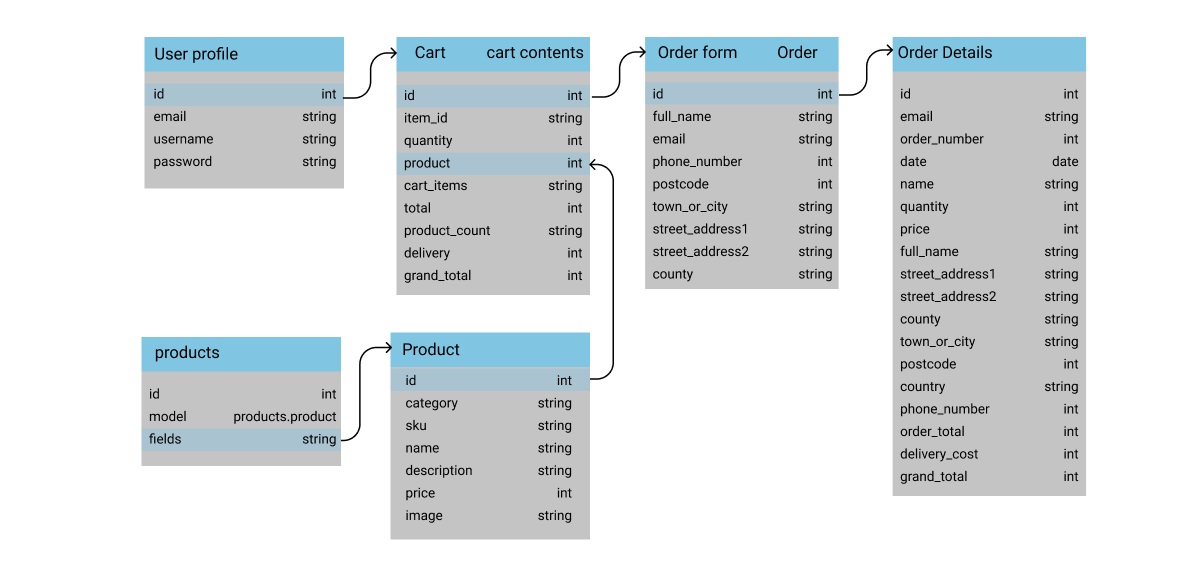 User profile
id int
email string
username string
password string
Cart cart contents
id int
item_id string
quantity int
product int
cart_items string
total int
product_count string
delivery int
grand_total int
Order form Order
id int
full_name string
email string
phone_number int
postcode int
town_or_city string
street_address1 string
street_address2 string
county string
Order Details
id int
email string
order_number int
date date
name string
quantity int
price int
full_name string
street_address1 string
street_address2 string
county string
town_or_city string
postcode int
country string
phone_number int
order_total int
delivery_cost int
grand_total int
products
id int
model products.product
fields string
Product
id int
category string
sku string
name string
description string
price int
image string